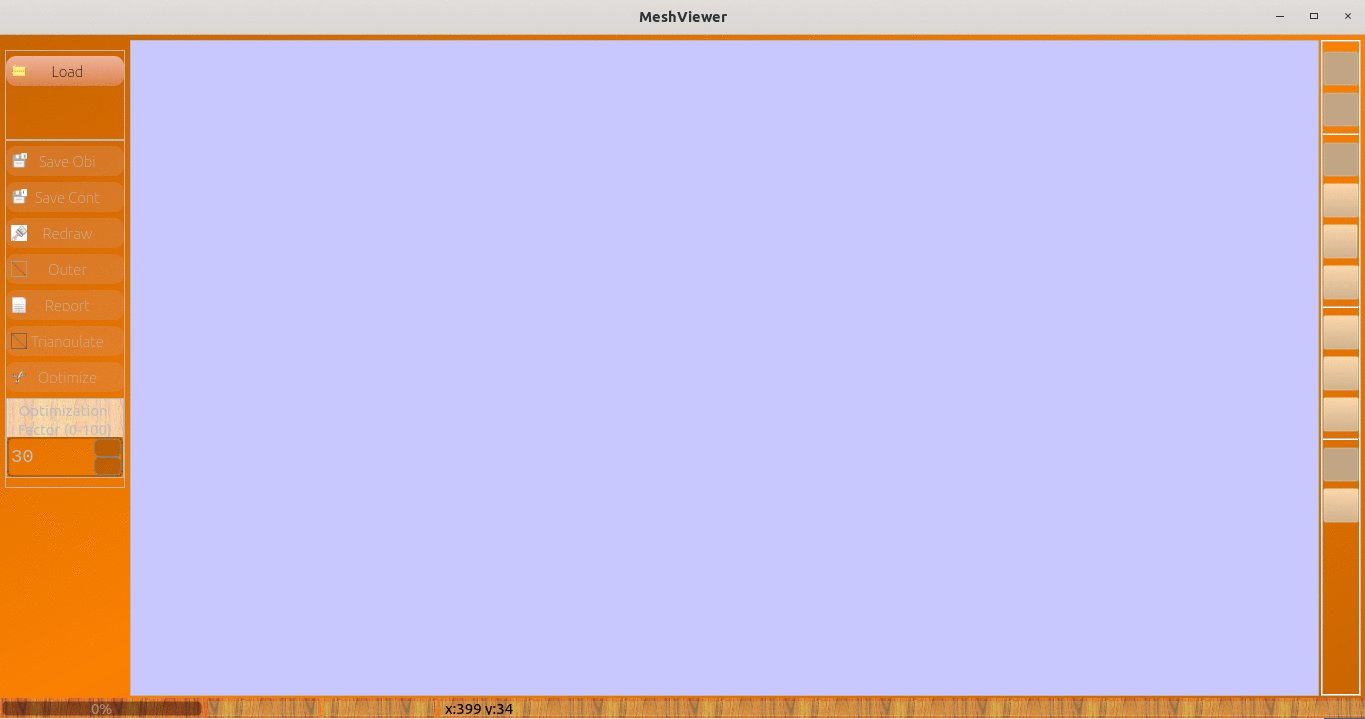 MeshViewer
Load
Save Obj
Save Cont
Redraw
Outer
Report
Triangulate
Optimize
Optimization
Factor (0-100)
30
0%
x:399 y:34